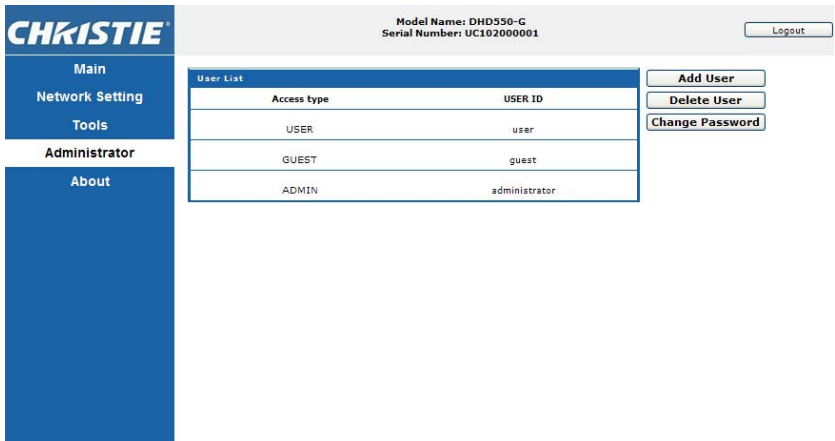 CHRISTIE®
Model Name: DHD550-G
Serial Number: UC102000001
Logout
Main
Network Setting
Tools
Administrator
About
User List
Access type USER ID
USER user
GUEST guest
ADMIN administrator
Add User
Delete User
Change Password